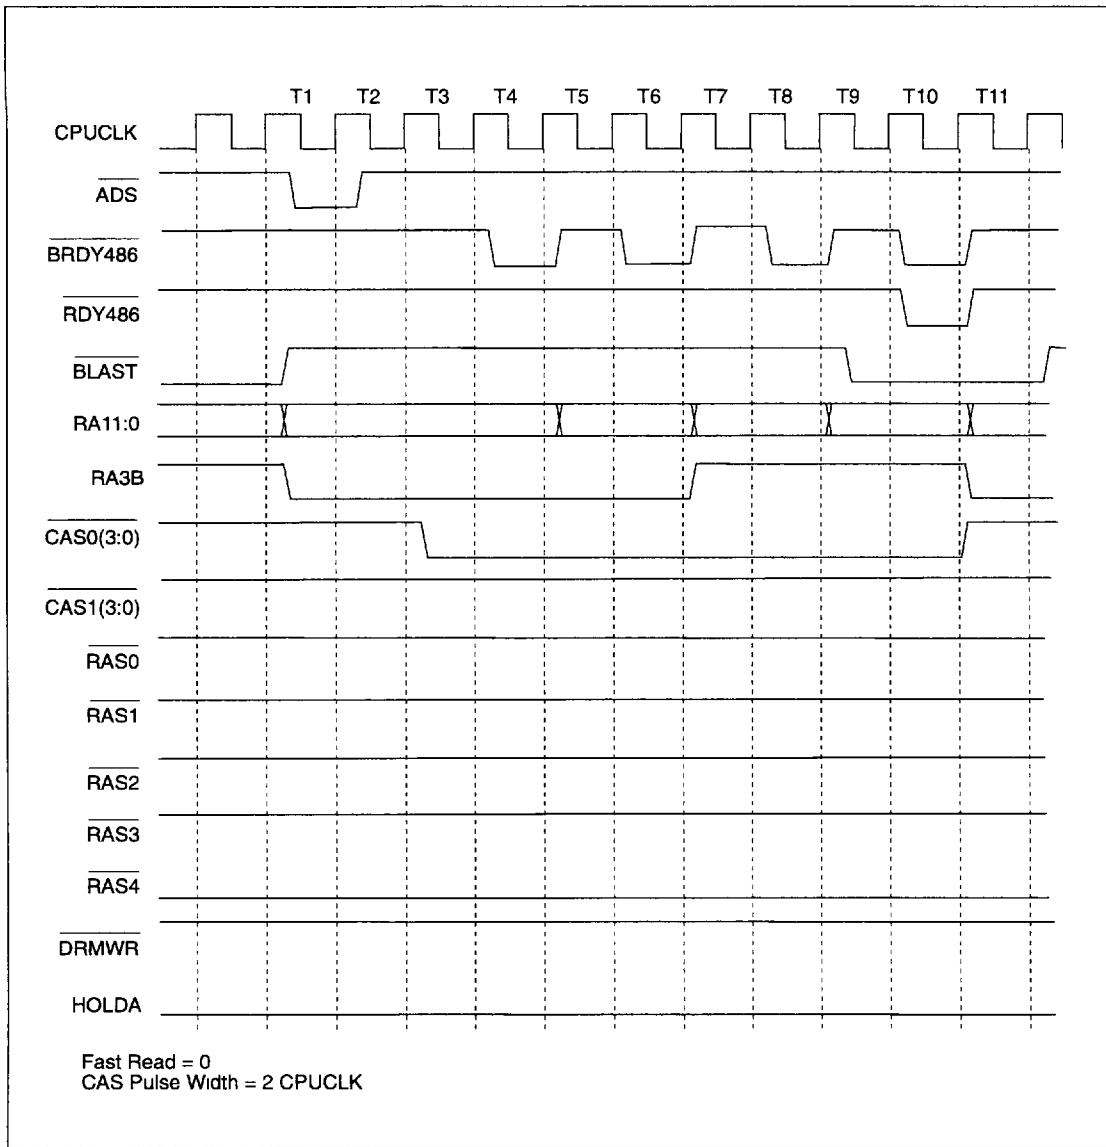 T1 T2 T3 T4 T5 T6 T7 T8 T9 T10 T11
CPUCLK
ADS
BRDY486
RDY486
BLAST
RA11:0
RA3B
CAS0(3:0)
CAS1(3:0)
RAS0
RAS1
RAS2
RAS3
RAS4
DRMWR
HOLDA
Fast Read = 0
CAS Pulse Width = 2 CPUCLK